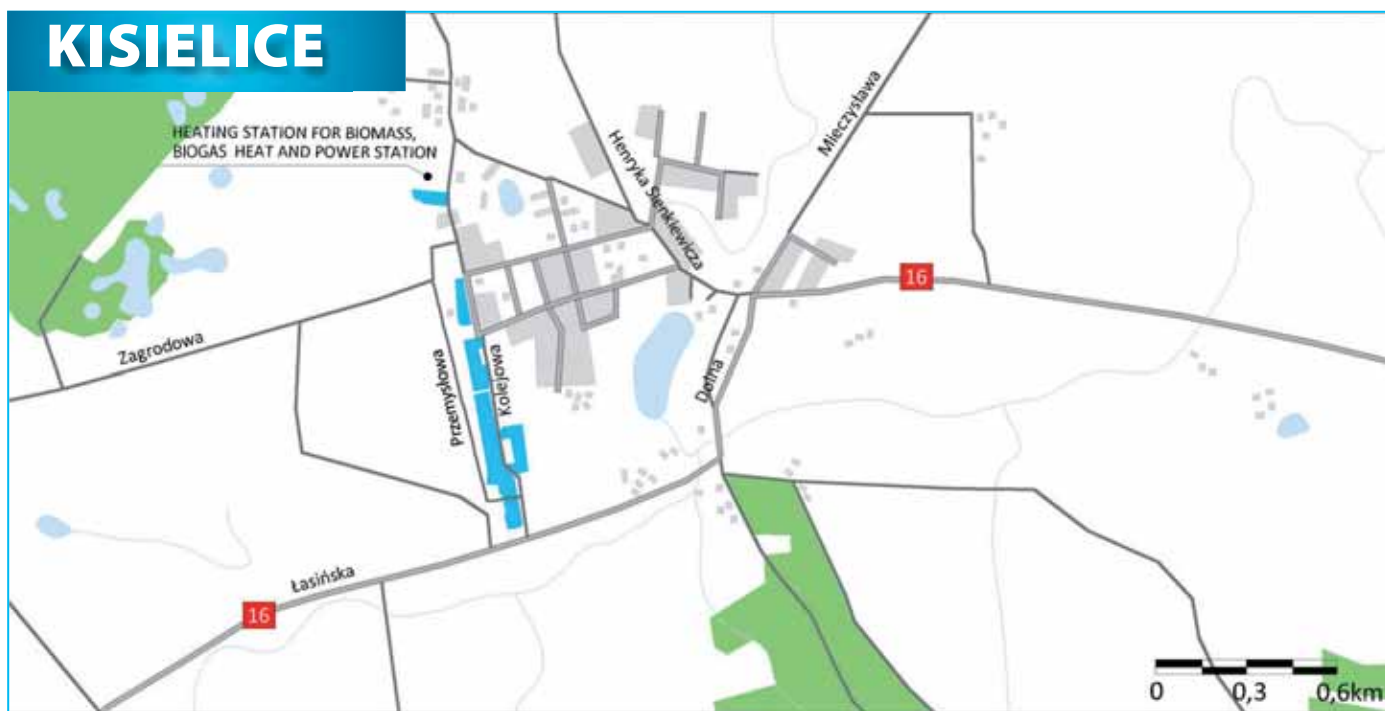 KISIELICE
HEATING STATION FOR BIOMASS,
BIOGAS HEAT AND POWER STATION
Henryka Sienkiewicza
Mieczysława
16
Zagrodowa
Przemysłowa
Kolejowa
Dolna
Łasińska
16
0 0,3 0,6km